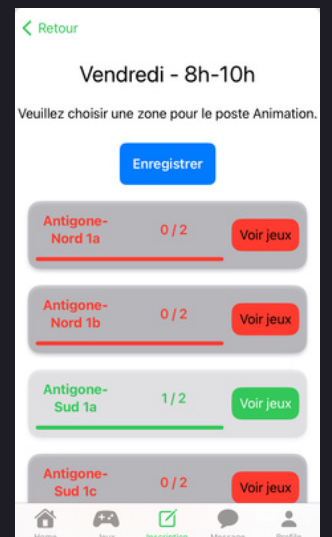 Retour
Vendredi - 8h-10h
Veuillez choisir une zone pour le poste Animation.
Enregistrer
Antigone-
Nord 1a
0 / 2
Voir jeux
Antigone-
Nord 1b
0 / 2
Voir jeux
Antigone-
Sud 1a
1 / 2
Voir jeux
Antigone-
Sud 1c
0 / 2
Voir jeux
Home Jeux Inscription Message Profile